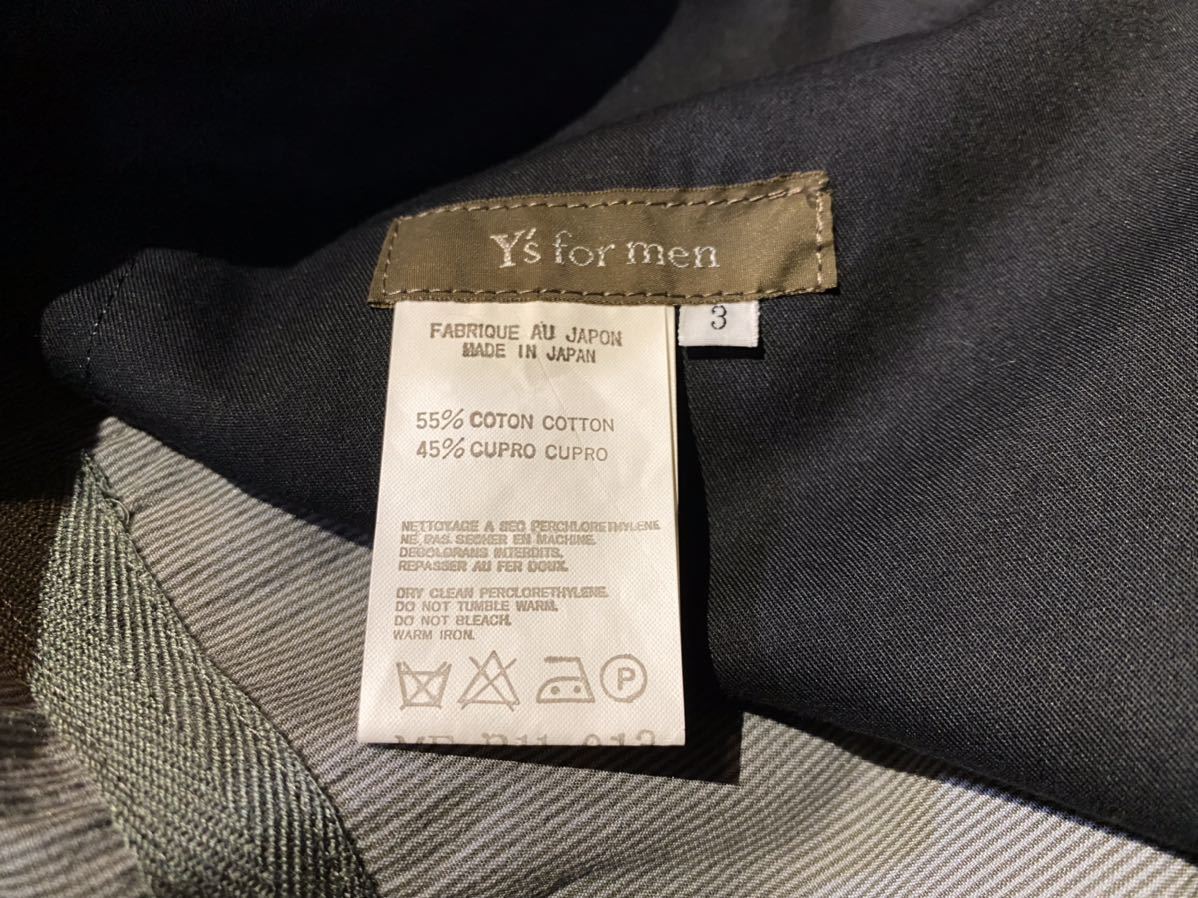 Y's for men
3
FABRIQUE AU JAPON
MADE IN JAPAN
55% COTON COTTON
45% CUPRO CUPRO
NETTOYAGE A SEC PERCHLORETHYLENE
NE PAS SECHER EN MACHINE.
DECOLORANS INTERDITS.
REPASSER AU FER DOUX.
DRY CLEAN PERCLORETHYLENE.
DO NOT TUMBLE WARM.
DO NOT BLEACH.
WARM IRON.
P